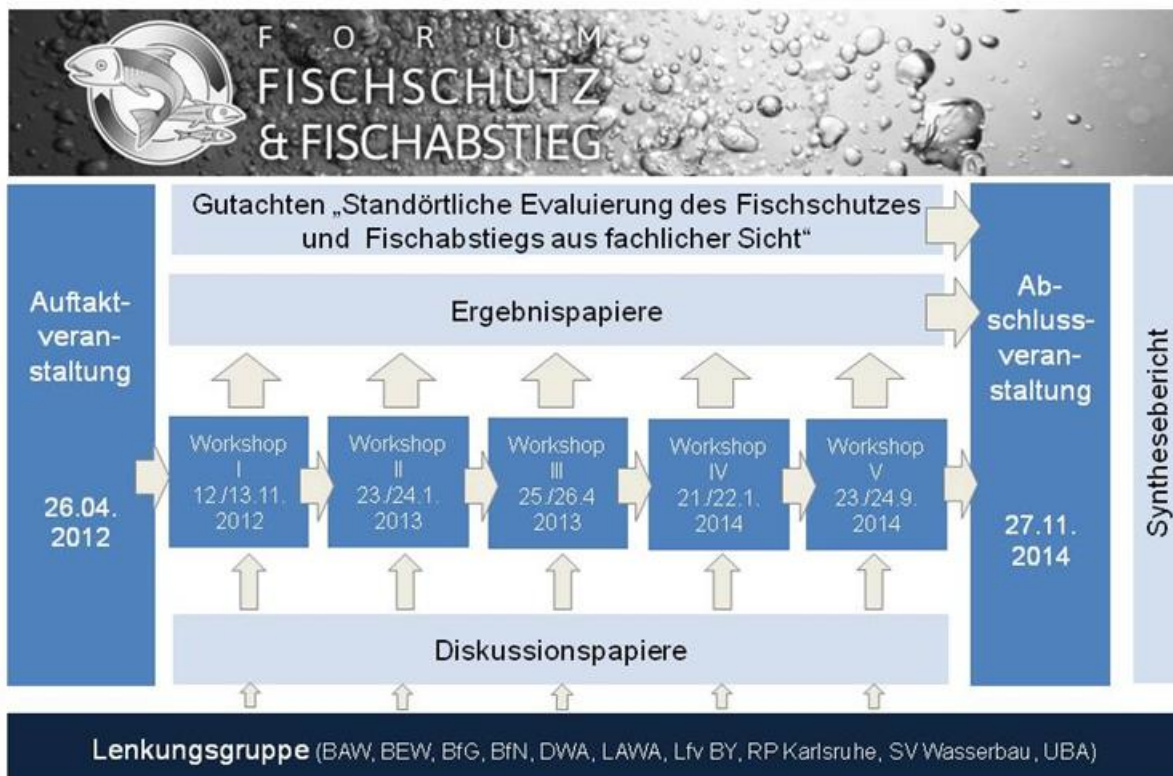 FORUM
FISCHSCHUTZ
& FISCHABSTIEG
Gutachten „Standörtliche Evaluierung des Fischschutzes
und Fischabstiegs aus fachlicher Sicht“
Ergebnispapiere
Auftakt-
veran-
staltung
26.04.
2012
Workshop
I
12./13.11.
2012
Workshop
II
23./24.1.
2013
Workshop
III
25./26.4
2013
Workshop
IV
21./22.1.
2014
Workshop
V
23./24.9.
2014
Ab-
schluss-
veran-
staltung
27.11.
2014
Synthesebericht
Diskussionspapiere
Lenkungsgruppe (BAW, BEW, BfG, BfN, DWA, LAWA, Lfv BY, RP Karlsruhe, SV Wasserbau, UBA)